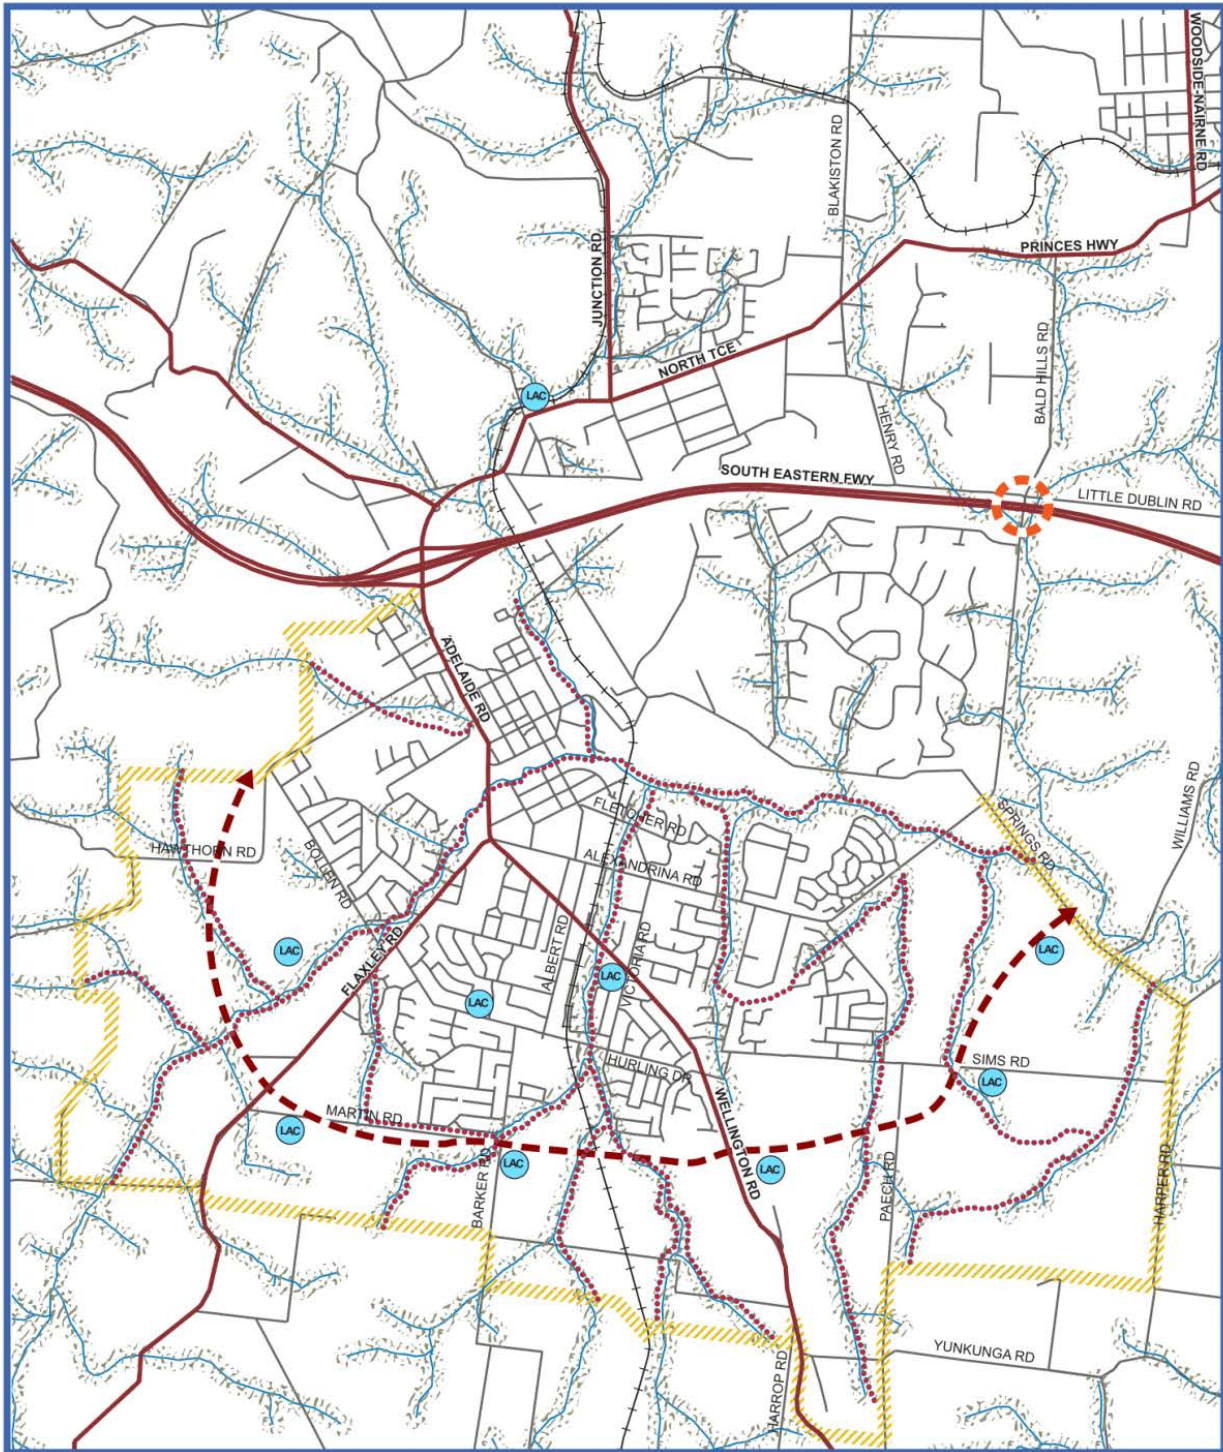 WOODSIDE-NAIRNE RD
BLAKISTON RD
PRINCES HWY
JUNCTION RD
NORTH TCE
BALD HILLS RD
LAC
HENRY RD
SOUTH EASTERN FWY
LITTLE DUBLIN RD
ADELAIDE RD
WILLIAMS RD
FLETCHER RD
SPRINGS RD
HAWTHORN RD
BOLLEN RD
ALEXANDRINA RD
ALBERT RD
VICTORIA RD
FLAXLEY RD
LAC
LAC
LAC
LAC
HURLING DR
SIMS RD
LAC
MARTIN RD
LAC
WELLINGTON RD
LAC
LAC
BARKER RD
PAECH RD
HARPER RD
YUNKUNGA RD
HARROP RD